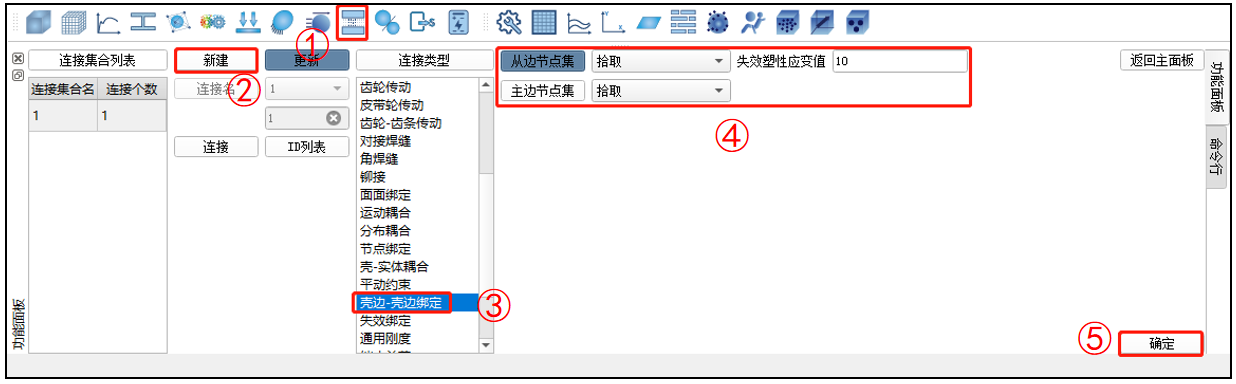 ①
连接集合列表
新建
更新
连接类型
从边节点集
拾取
失效塑性应变值
10
返回主面板
连接集合名
连接个数
连接名
②
1
主边节点集
拾取
1
1
1
④
连接
ID列表
齿轮传动
皮带轮传动
齿轮-齿条传动
对接焊缝
角焊缝
铆接
面面绑定
运动耦合
分布耦合
节点绑定
壳-实体耦合
平动约束
壳边-壳边绑定
③
失效绑定
通用刚度
⑤
确定
功能面板
功能面板
命令行